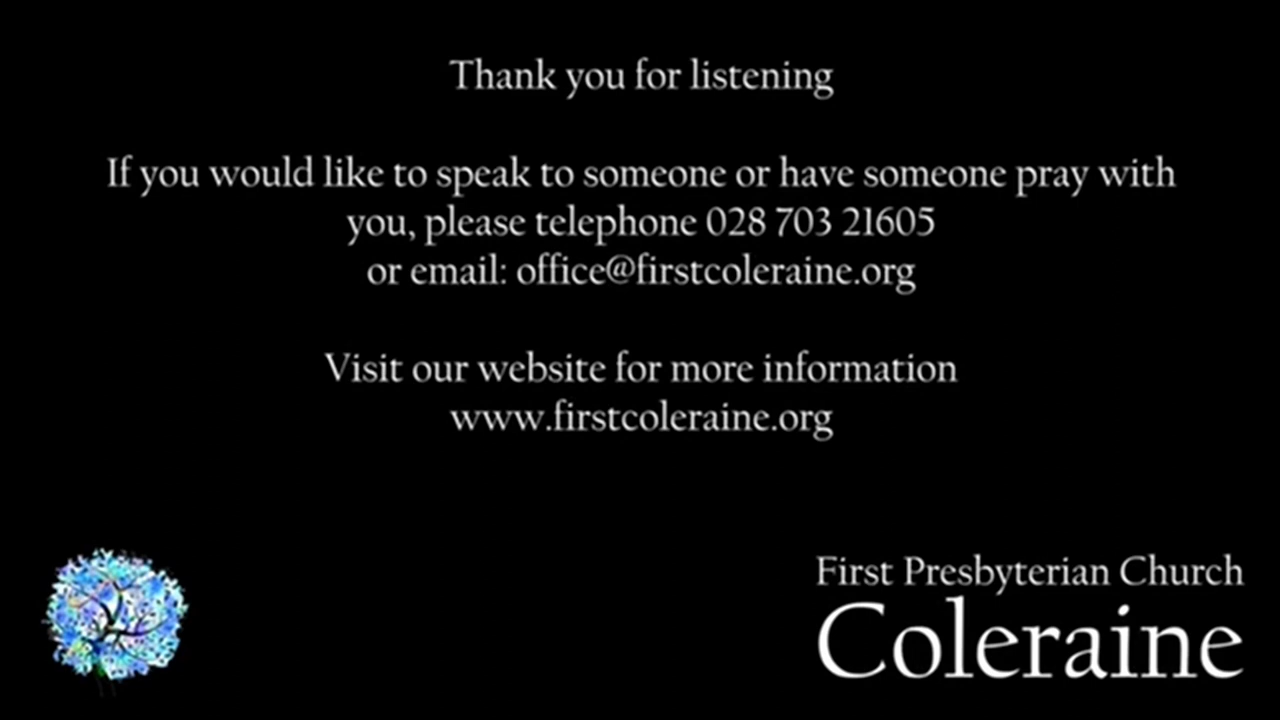 Thank you for listening
If you would like to speak to someone or have someone pray with
you, please telephone 028 703 21605
or email: office@firstcoleraine.org
Visit our website for more information
www.firstcoleraine.org
First Presbyterian Church
Coleraine